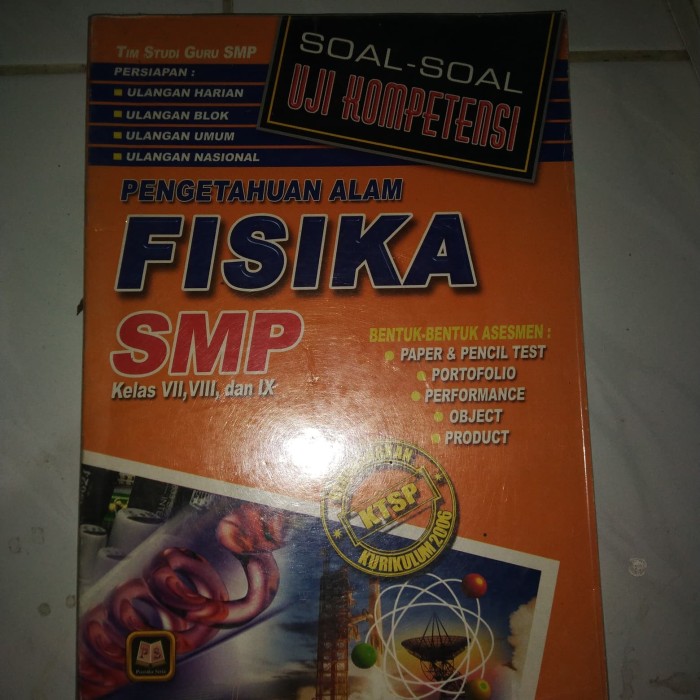 TIM STUDI GURU SMP
PERSIAPAN :
ULANGAN HARIAN
ULANGAN BLOK
ULANGAN UMUM
ULANGAN NASIONAL
SOAL-SOAL
UJI KOMPETENSI
PENGETAHUAN ALAM
FISIKA
SMP
Kelas VII,VIII, dan IX
BENTUK-BENTUK ASESMEN :
PAPER & PENCIL TEST
PORTOFOLIO
PERFORMANCE
OBJECT
PRODUCT
KTSP
KURIKULUM 2006